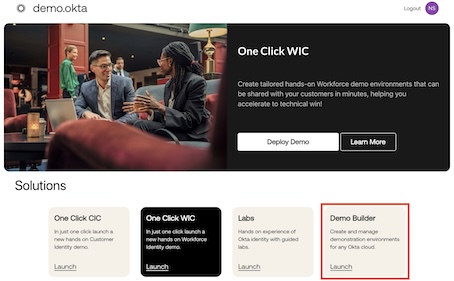 demo.okta
Logout
NS
One Click WIC
Create tailored hands-on Workforce demo environments that can
be shared with your customers in minutes, helping you
accelerate to technical win!
Deploy Demo
Learn More
Solutions
One Click CIC
In just one click launch a
new hands on Customer
Identity demo.
Launch
One Click WIC
In just one click launch a
new hands on Workforce
Identity demo.
Launch
Labs
Hands on experience of
Okta identity with guided
labs.
Launch
Demo Builder
Create and manage
demonstration environments
for any Okta cloud.
Launch